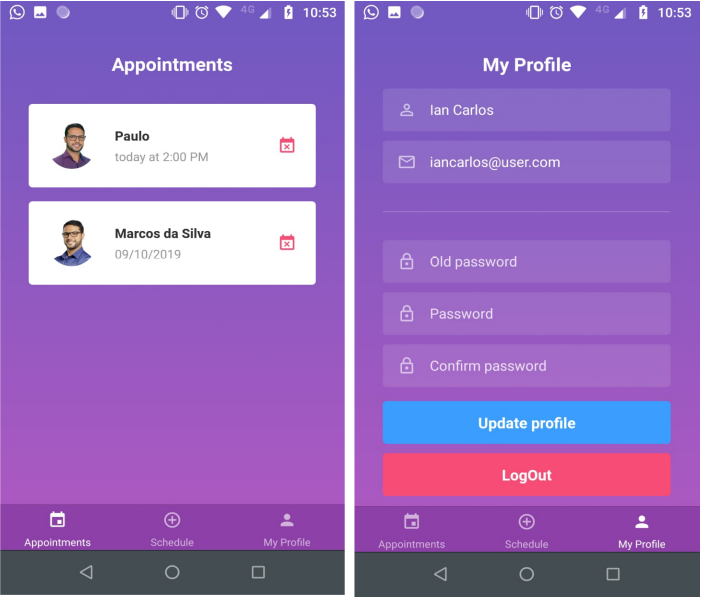 4G 10:53
Appointments
Paulo
today at 2:00 PM
Marcos da Silva
09/10/2019
Appointments Schedule My Profile
4G 10:53
My Profile
Ian Carlos
iancarlos@user.com
Old password
Password
Confirm password
Update profile
LogOut
Appointments Schedule My Profile